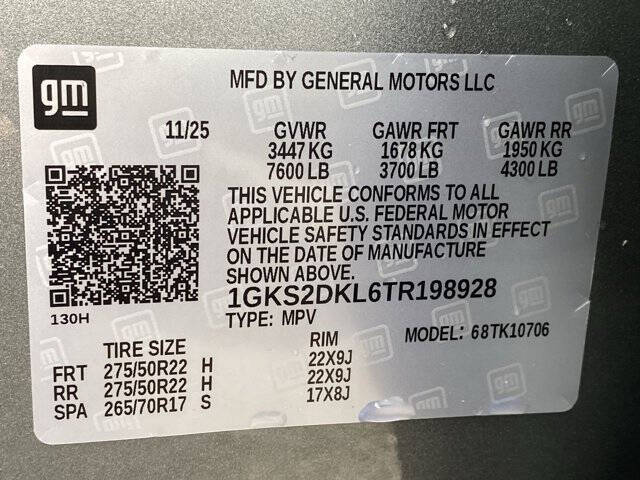 gm
MFD BY GENERAL MOTORS LLC
11/25 GVWR GAWR FRT GAWR RR
3447 KG 1678 KG 1950 KG
7600 LB 3700 LB 4300 LB
THIS VEHICLE CONFORMS TO ALL
APPLICABLE U.S. FEDERAL MOTOR
VEHICLE SAFETY STANDARDS IN EFFECT
ON THE DATE OF MANUFACTURE
SHOWN ABOVE.
1GKS2DKL6TR198928
130H
TYPE: MPV MODEL: 68TK10706
TIRE SIZE RIM
FRT 275/50R22 H 22X9J
RR 275/50R22 H 22X9J
SPA 265/70R17 S 17X8J